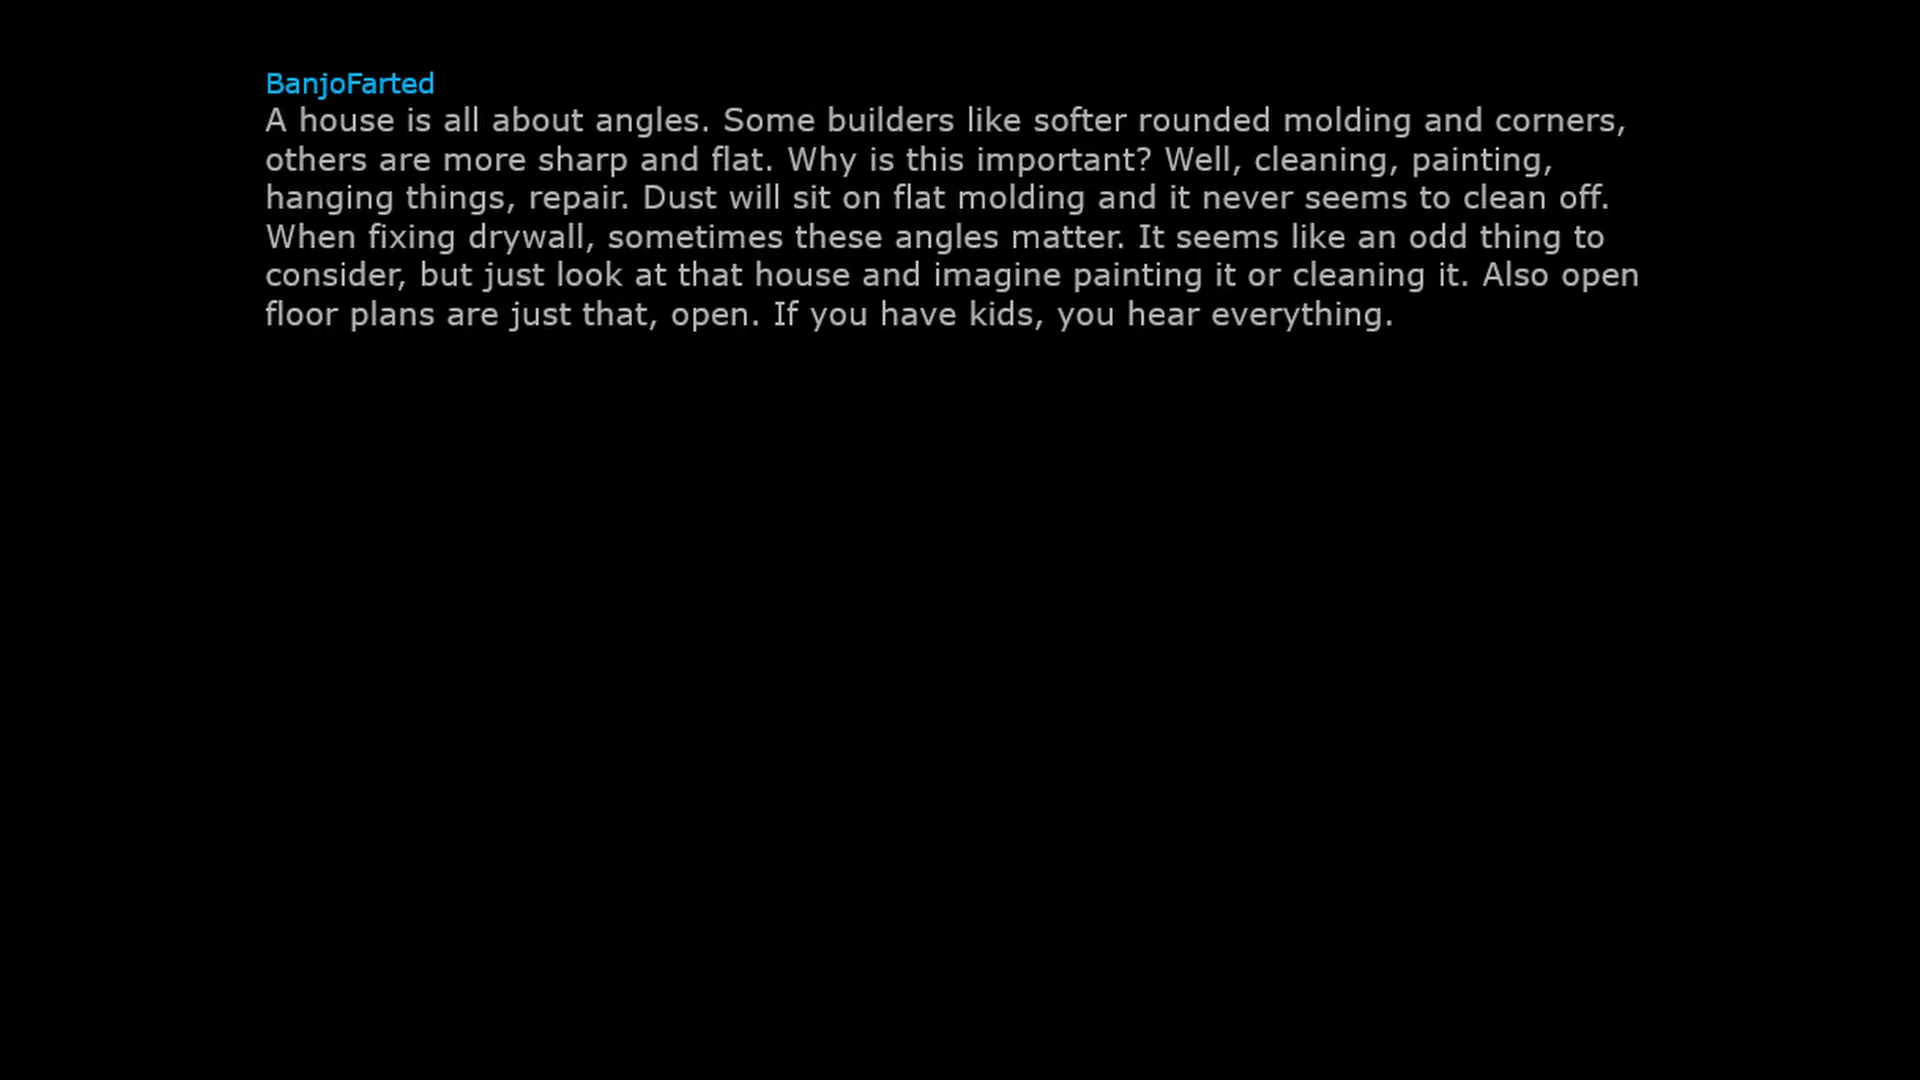 BanjoFarted
A house is all about angles. Some builders like softer rounded molding and corners,
others are more sharp and flat. Why is this important? Well, cleaning, painting,
hanging things, repair. Dust will sit on flat molding and it never seems to clean off.
When fixing drywall, sometimes these angles matter. It seems like an odd thing to
consider, but just look at that house and imagine painting it or cleaning it. Also open
floor plans are just that, open. If you have kids, you hear everything.